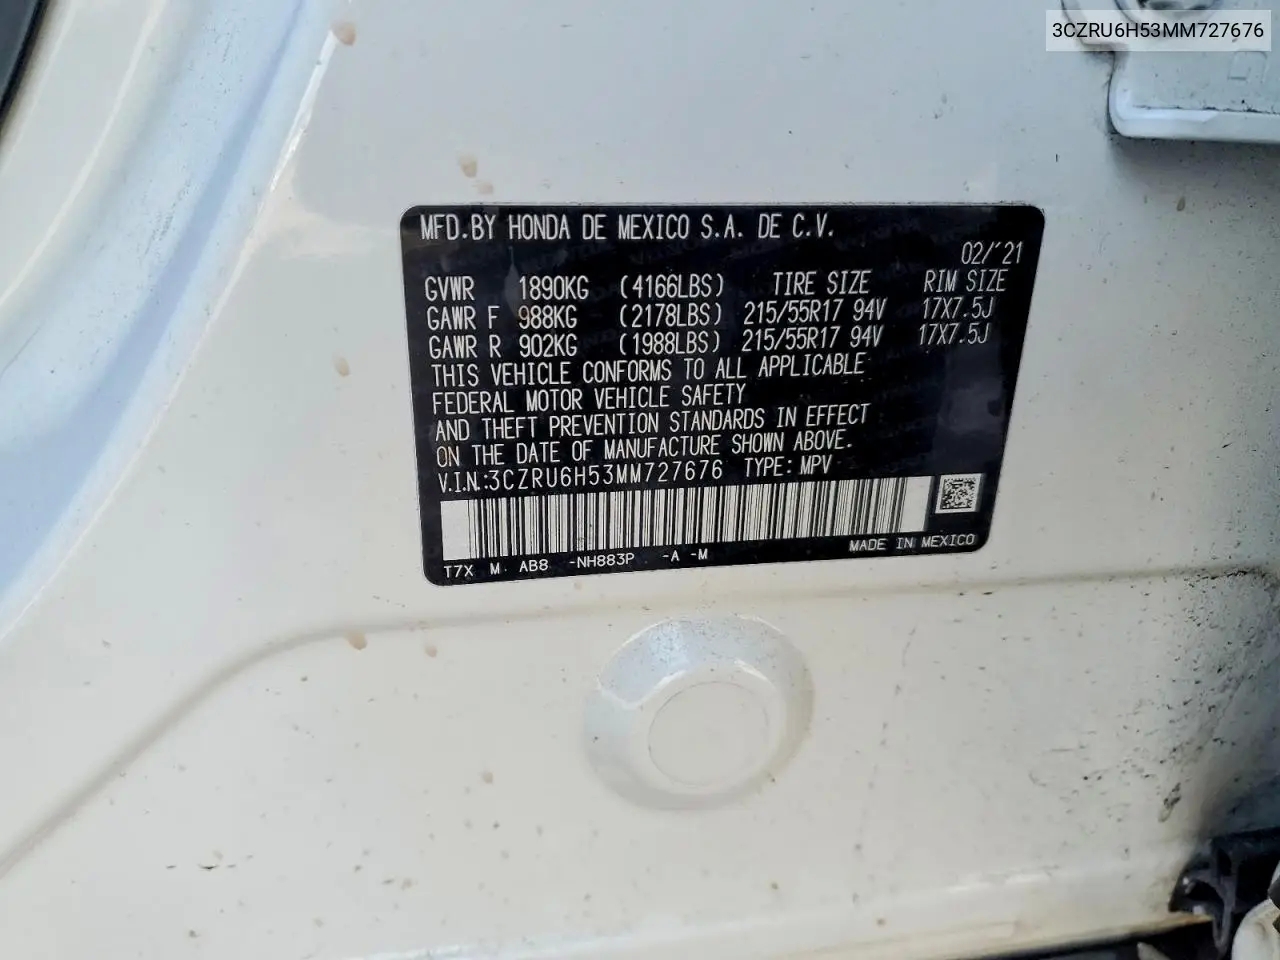 3CZRU6H53MM727676
MFD.BY HONDA DE MEXICO S.A. DE C.V.
02/'21
GVWR 1890KG (4166LBS) TIRE SIZE RIM SIZE
GAWR F 988KG (2178LBS) 215/55R17 94V 17X7.5J
GAWR R 902KG (1988LBS) 215/55R17 94V 17X7.5J
THIS VEHICLE CONFORMS TO ALL APPLICABLE
FEDERAL MOTOR VEHICLE SAFETY
AND THEFT PREVENTION STANDARDS IN EFFECT
ON THE DATE OF MANUFACTURE SHOWN ABOVE.
V.I.N.:3CZRU6H53MM727676 TYPE: MPV
T7X M AB8 -NH883P -A -M MADE IN MEXICO